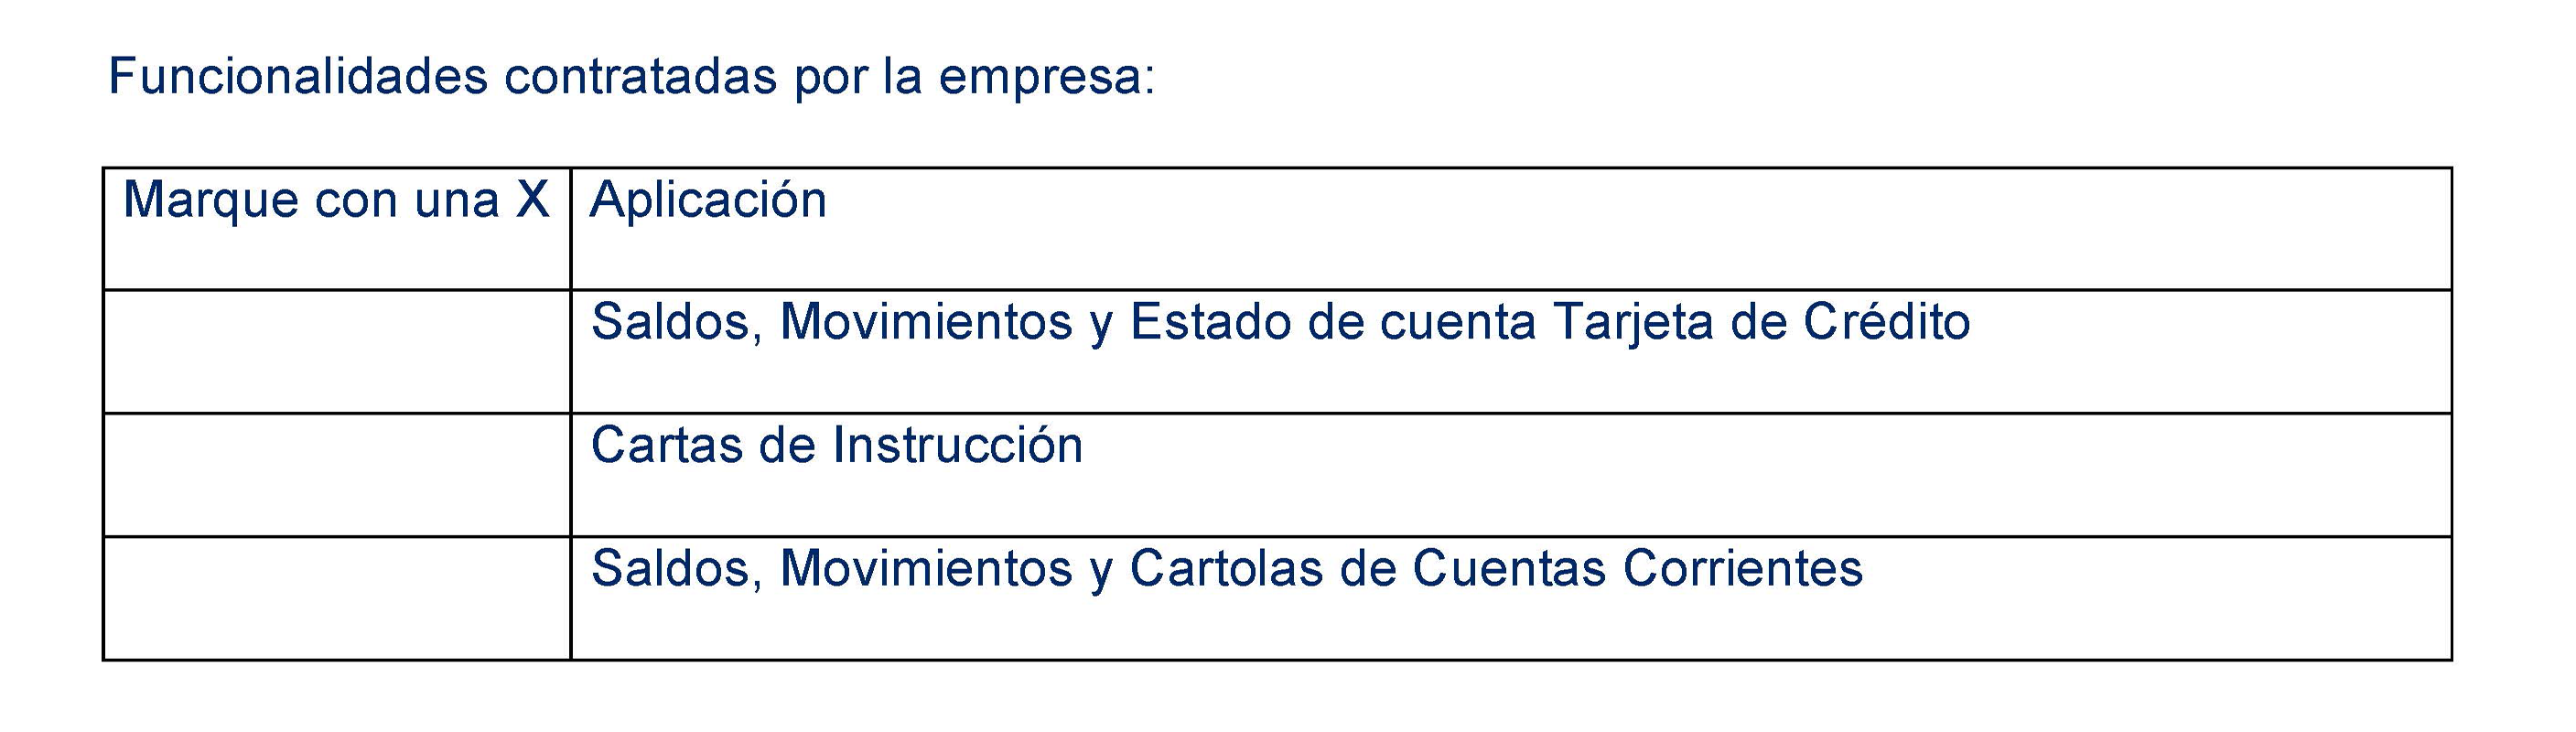 Funcionalidades contratadas por la empresa:
Marque con una X Aplicación
Saldos, Movimientos y Estado de cuenta Tarjeta de Crédito
Cartas de Instrucción
Saldos, Movimientos y Cartolas de Cuentas Corrientes